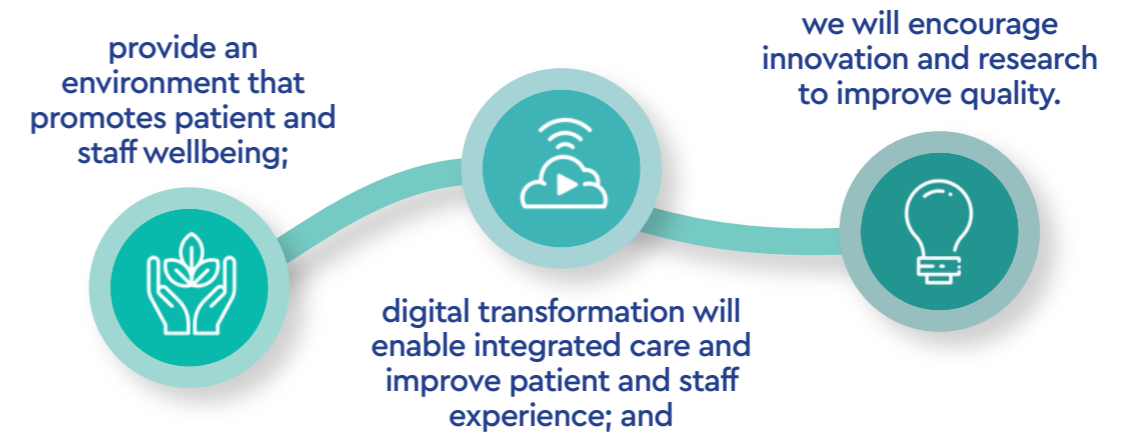 provide an
environment that
promotes patient and
staff wellbeing;
digital transformation will
enable integrated care and
improve patient and staff
experience; and
we will encourage
innovation and research
to improve quality.